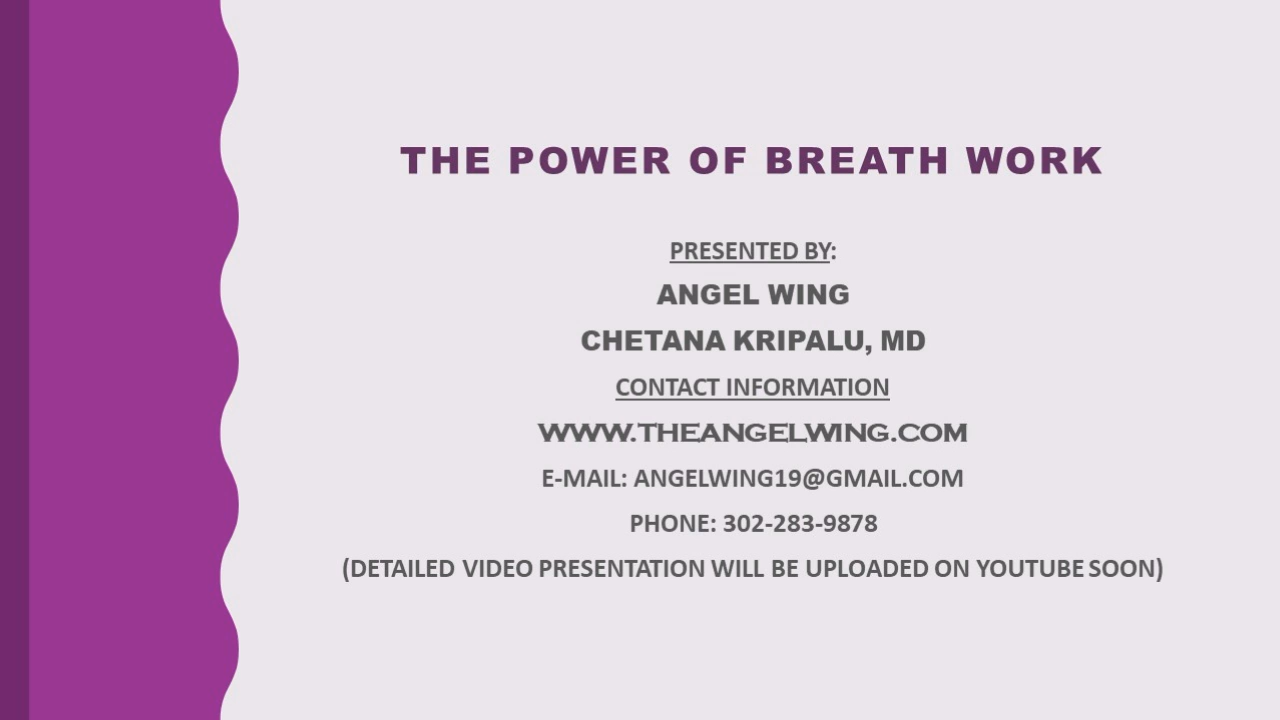 THE POWER OF BREATH WORK
PRESENTED BY:
ANGEL WING
CHETANA KRIPALU, MD
CONTACT INFORMATION
WWW.THEANGELWING.COM
E-MAIL: ANGELWING19@GMAIL.COM
PHONE: 302-283-9878
(DETAILED VIDEO PRESENTATION WILL BE UPLOADED ON YOUTUBE SOON)